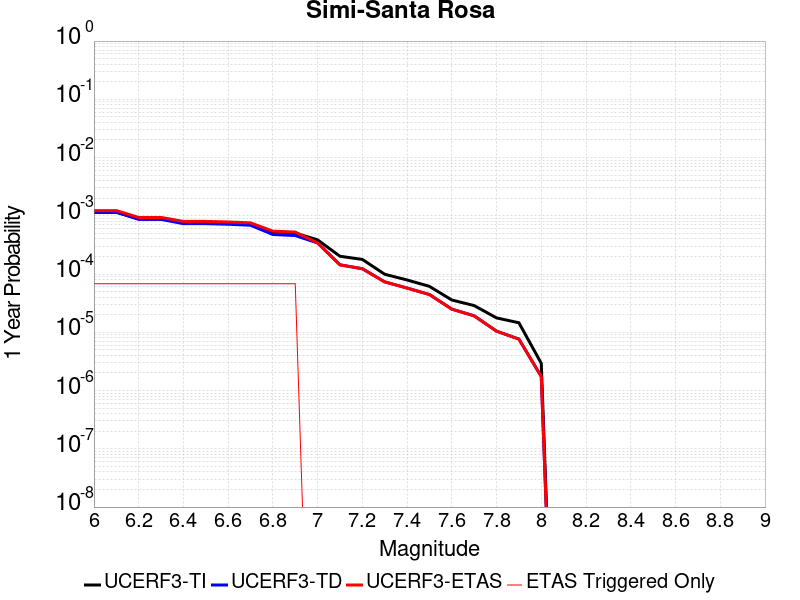 Simi-Santa Rosa
10^0
10^-1
10^-2
10^-3
10^-4
10^-5
10^-6
10^-7
10^-8
1 Year Probability
6 6.2 6.4 6.6 6.8 7 7.2 7.4 7.6 7.8 8 8.2 8.4 8.6 8.8 9
Magnitude
UCERF3-TI UCERF3-TD UCERF3-ETAS ETAS Triggered Only